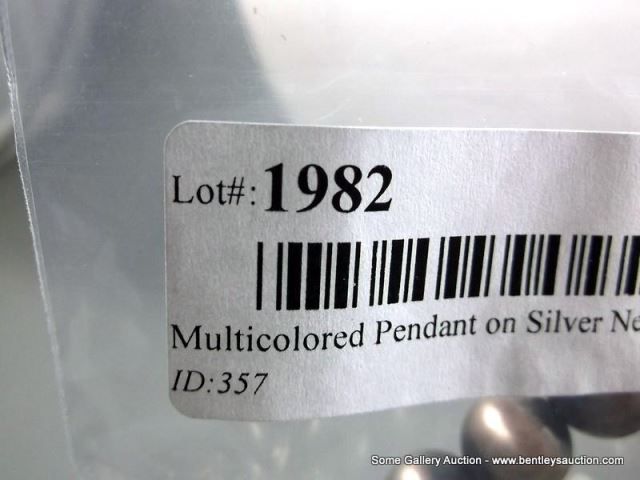 Lot#: 1982
Multicolored Pendant on Silver Ne
ID:357
Some Gallery Auction - www.bentleysauction.com